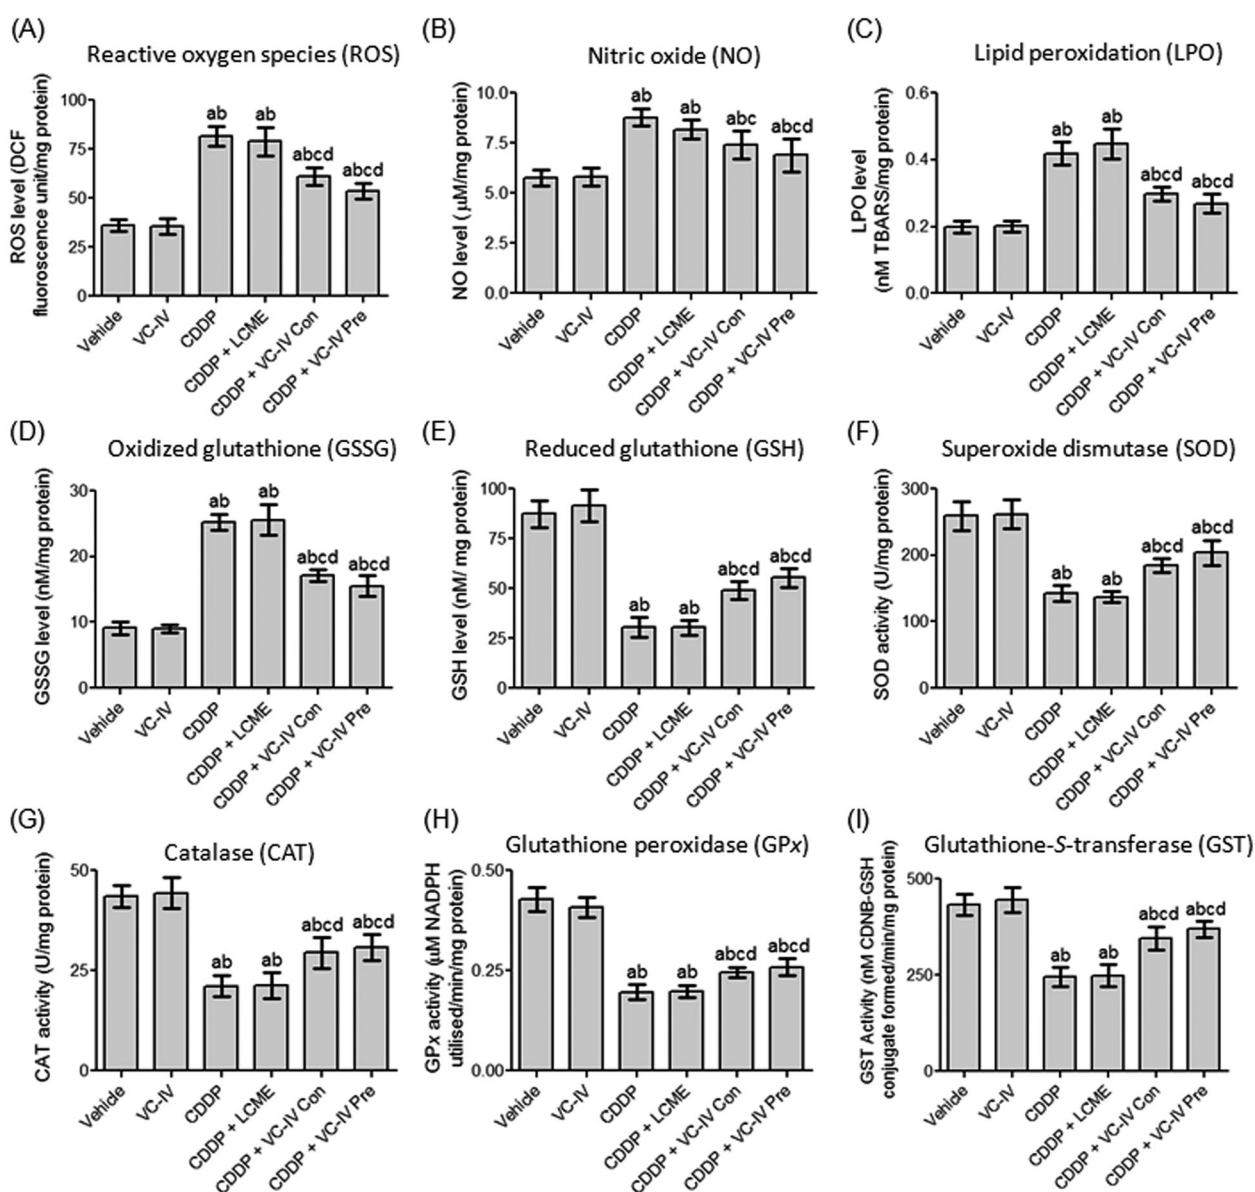 (A)
Reactive oxygen species (ROS)
ROS level (DCF
fluoroscence unit/mg protein)
100
75
50
25
0
ab
ab
abcd
abcd
Vehicle
VC-IV
CDDP
CDDP + LCME
CDDP + VC-IV Con
CDDP + VC-IV Pre
(B)
Nitric oxide (NO)
NO level ( µM/mg protein)
10.0
7.5
5.0
2.5
0.0
ab
ab
abc
abcd
Vehicle
VC-IV
CDDP
CDDP + LCME
CDDP + VC-IV Con
CDDP + VC-IV Pre
(C)
Lipid peroxidation (LPO)
LPO level
(nM TBARS/mg protein)
0.6
0.4
0.2
0.0
ab
ab
abcd
abcd
Vehicle
VC-IV
CDDP
CDDP + LCME
CDDP + VC-IV Con
CDDP + VC-IV Pre
(D)
Oxidized glutathione (GSSG)
GSSG level (nM/mg protein)
30
20
10
0
ab
ab
abcd
abcd
Vehicle
VC-IV
CDDP
CDDP + LCME
CDDP + VC-IV Con
CDDP + VC-IV Pre
(E)
Reduced glutathione (GSH)
GSH level (nM/ mg protein)
100
75
50
25
0
ab
ab
abcd
abcd
Vehicle
VC-IV
CDDP
CDDP + LCME
CDDP + VC-IV Con
CDDP + VC-IV Pre
(F)
Superoxide dismutase (SOD)
SOD activity (U/mg protein)
300
200
100
0
ab
ab
abcd
abcd
Vehicle
VC-IV
CDDP
CDDP + LCME
CDDP + VC-IV Con
CDDP + VC-IV Pre
(G)
Catalase (CAT)
CAT activity (U/mg protein)
50
25
0
ab
ab
abcd
abcd
Vehicle
VC-IV
CDDP
CDDP + LCME
CDDP + VC-IV Con
CDDP + VC-IV Pre
(H)
Glutathione peroxidase (GPx)
GPx activity (µM NADPH
utilised/min/mg protein)
0.50
0.25
0.00
ab
ab
abcd
abcd
Vehicle
VC-IV
CDDP
CDDP + LCME
CDDP + VC-IV Con
CDDP + VC-IV Pre
(I)
Glutathione-S-transferase (GST)
GST Activity (nM CDNB-GSH
conjugate formed/min/mg protein)
500
250
0
ab
ab
abcd
abcd
Vehicle
VC-IV
CDDP
CDDP + LCME
CDDP + VC-IV Con
CDDP + VC-IV Pre